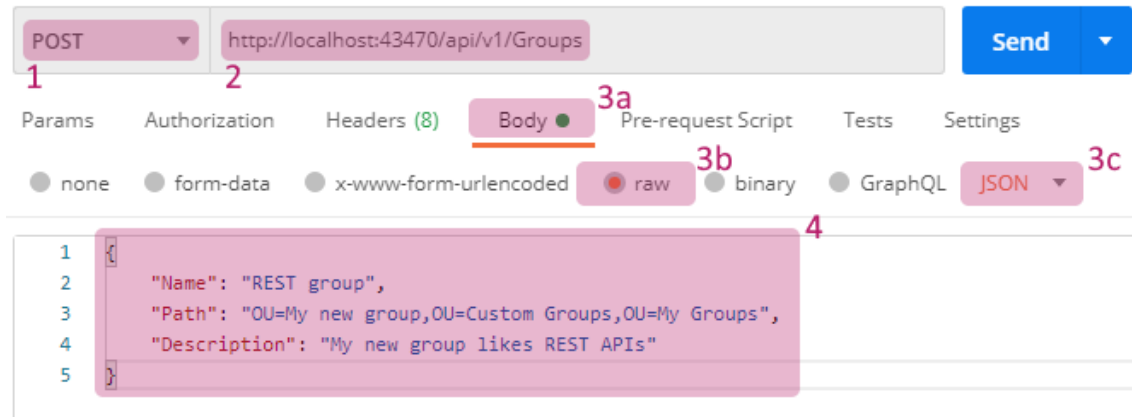 POST http://localhost:43470/api/v1/Groups Send
1 2
3a
Params Authorization Headers (8) Body Pre-request Script Tests Settings
3b 3c
none form-data x-www-form-urlencoded raw binary GraphQL JSON
4
1 {
2 "Name": "REST group",
3 "Path": "OU=My new group,OU=Custom Groups,OU=My Groups",
4 "Description": "My new group likes REST APIs"
5 }